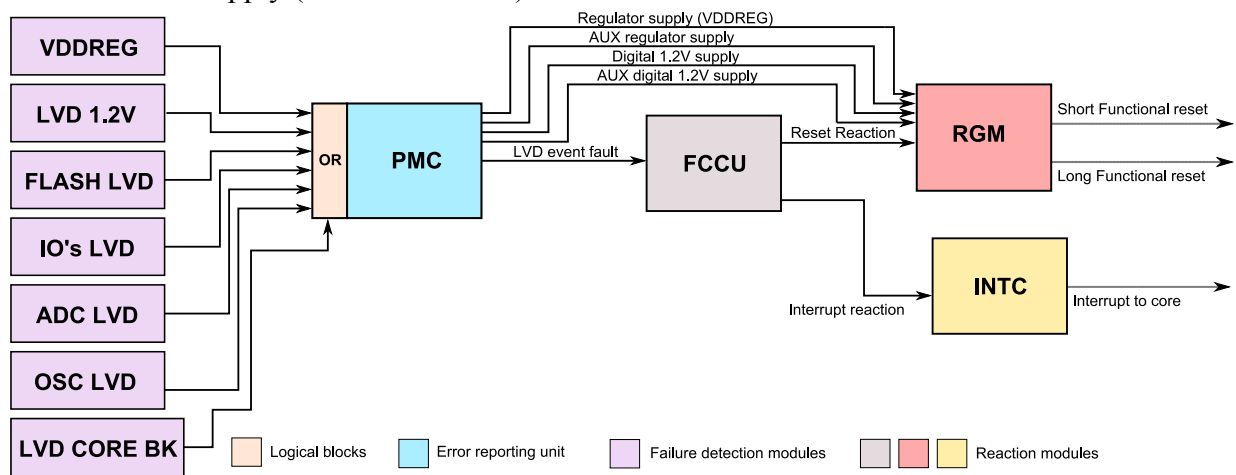 Regulator supply (VDDREG)
AUX regulator supply
Digital 1.2V supply
AUX digital 1.2V supply
VDDREG
LVD 1.2V
FLASH LVD
IO's LVD
ADC LVD
OSC LVD
LVD CORE BK
OR
PMC
LVD event fault
FCCU
Reset Reaction
RGM
Short Functional reset
Long Functional reset
Interrupt reaction
INTC
Interrupt to core
Logical blocks
Error reporting unit
Failure detection modules
Reaction modules